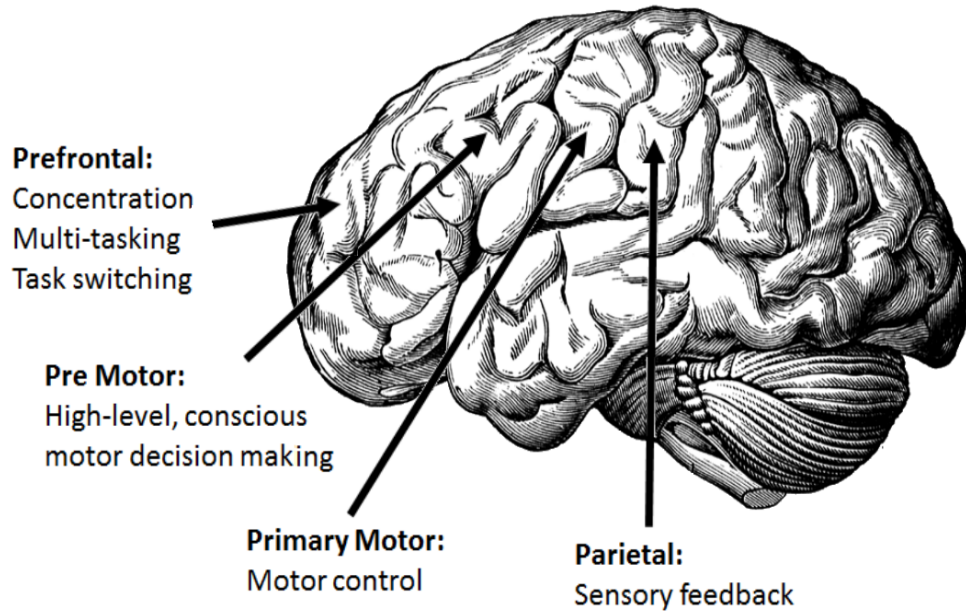 Prefrontal:
Concentration
Multi-tasking
Task switching
Pre Motor:
High-level, conscious
motor decision making
Primary Motor:
Motor control
Parietal:
Sensory feedback